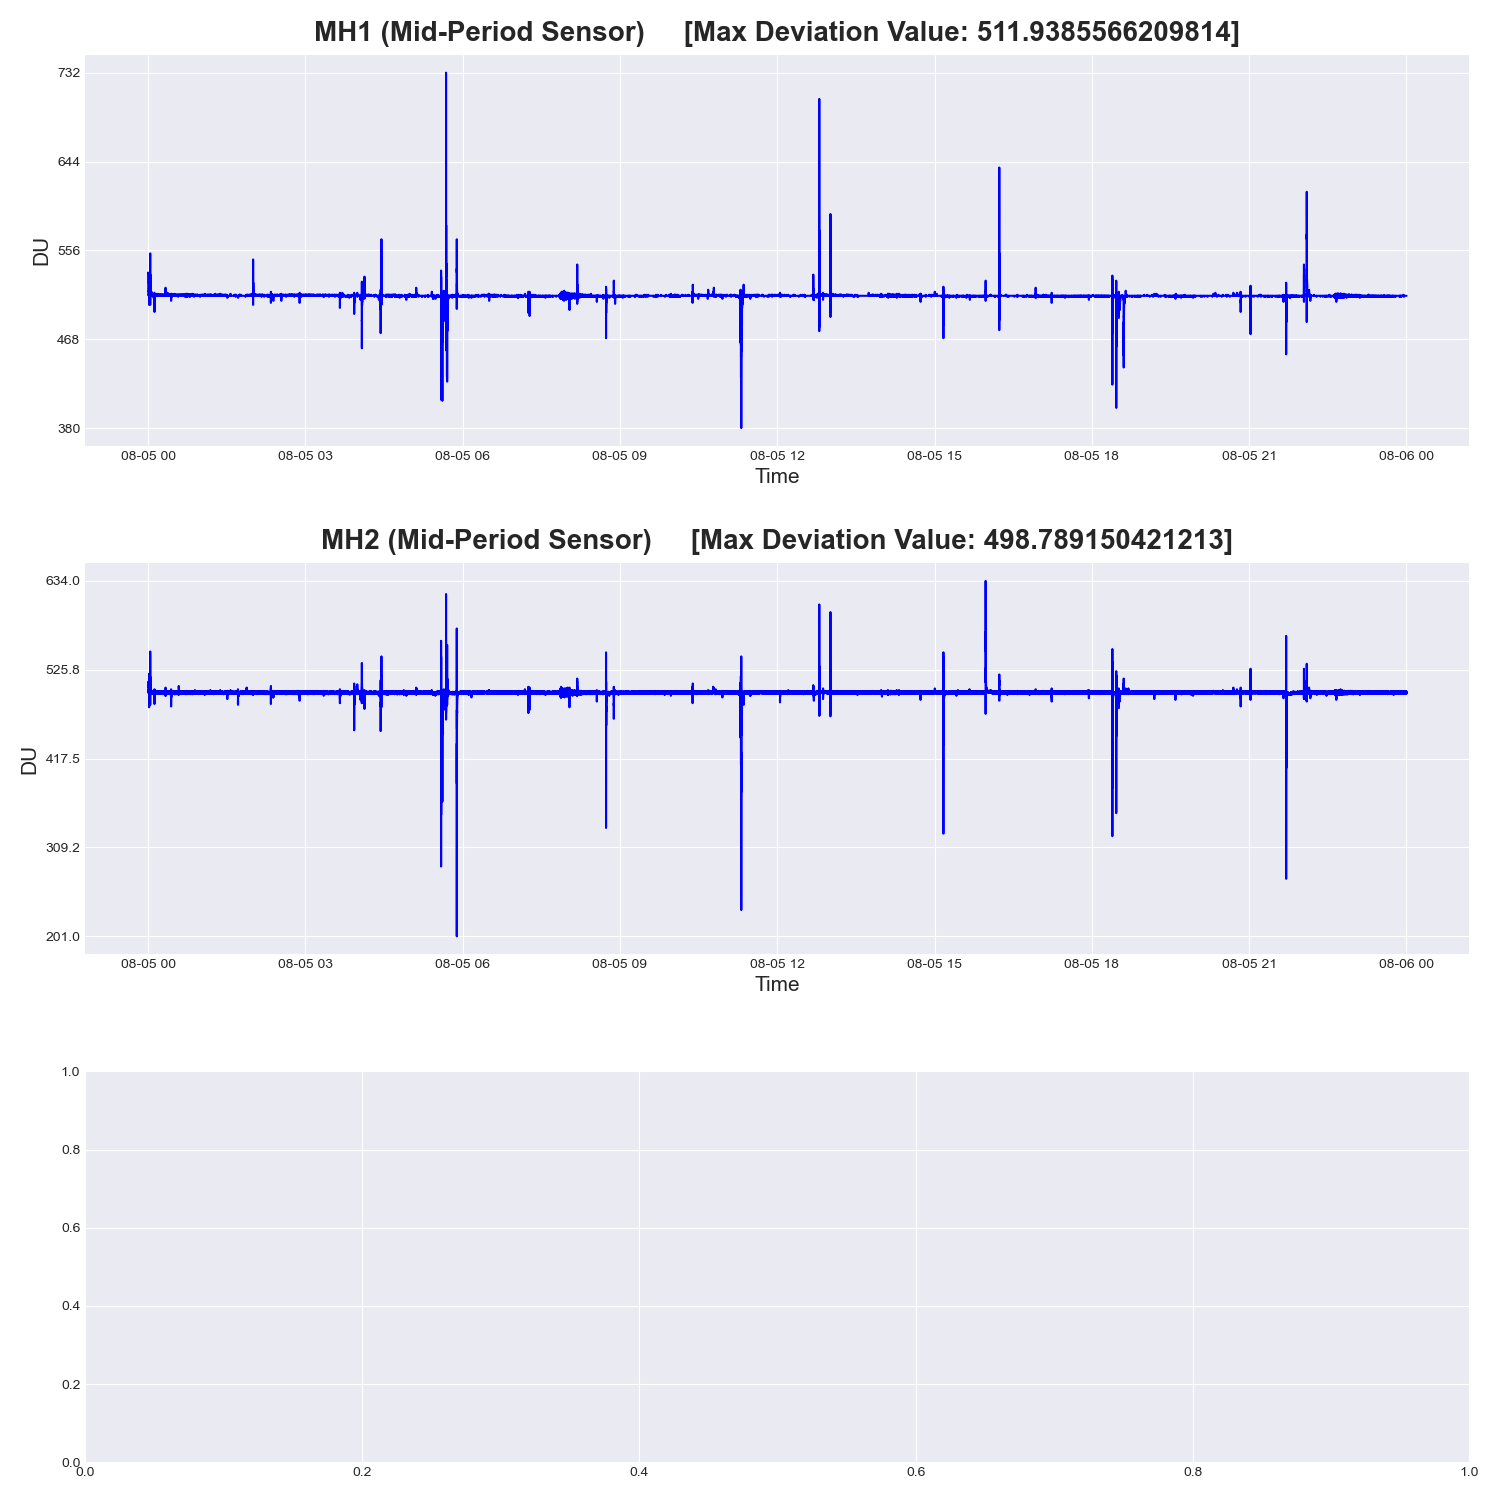 MH1 (Mid-Period Sensor) [Max Deviation Value: 511.9385566209814]
732
644
556
468
380
DU
08-05 00 08-05 03 08-05 06 08-05 09 08-05 12 08-05 15 08-05 18 08-05 21 08-06 00
Time
MH2 (Mid-Period Sensor) [Max Deviation Value: 498.789150421213]
634.0
525.8
417.5
309.2
201.0
DU
08-05 00 08-05 03 08-05 06 08-05 09 08-05 12 08-05 15 08-05 18 08-05 21 08-06 00
Time
1.0
0.8
0.6
0.4
0.2
0.0
0.0 0.2 0.4 0.6 0.8 1.0